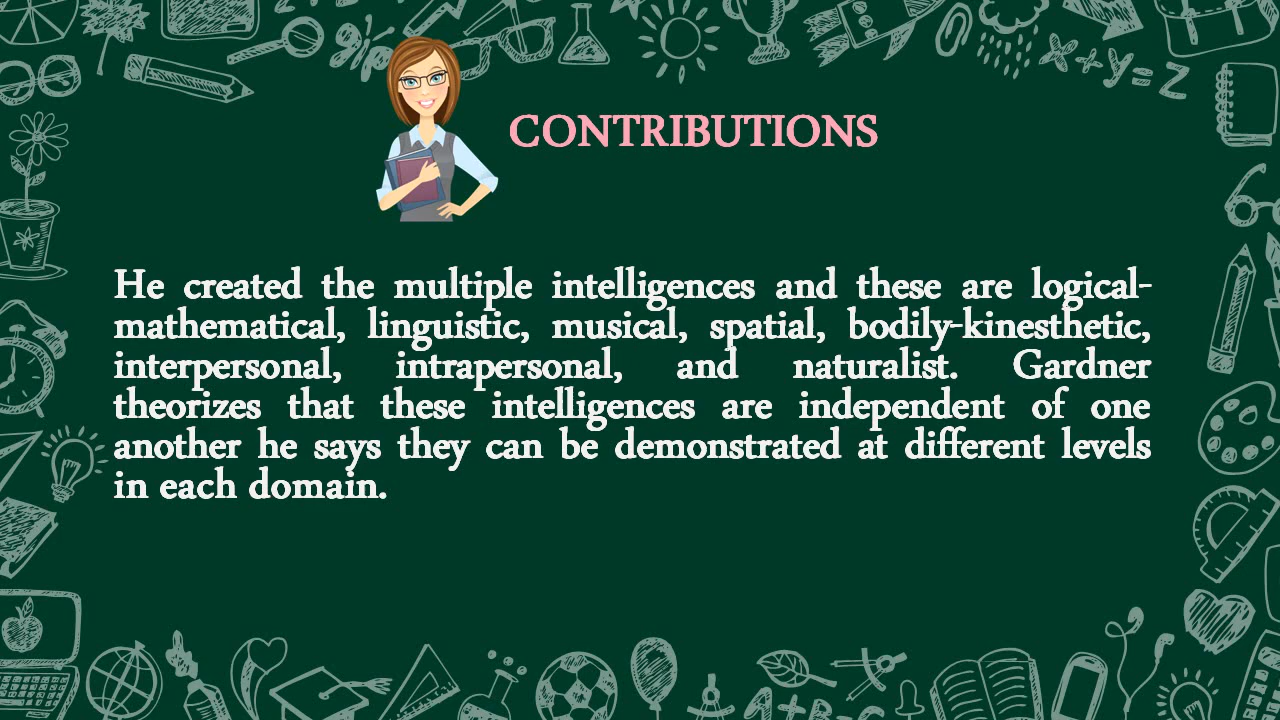 x+y=z
CONTRIBUTIONS
He created the multiple intelligences and these are logical-
mathematical, linguistic, musical, spatial, bodily-kinesthetic,
interpersonal, intrapersonal, and naturalist. Gardner
theorizes that these intelligences are independent of one
another he says they can be demonstrated at different levels
in each domain.
A+B=C